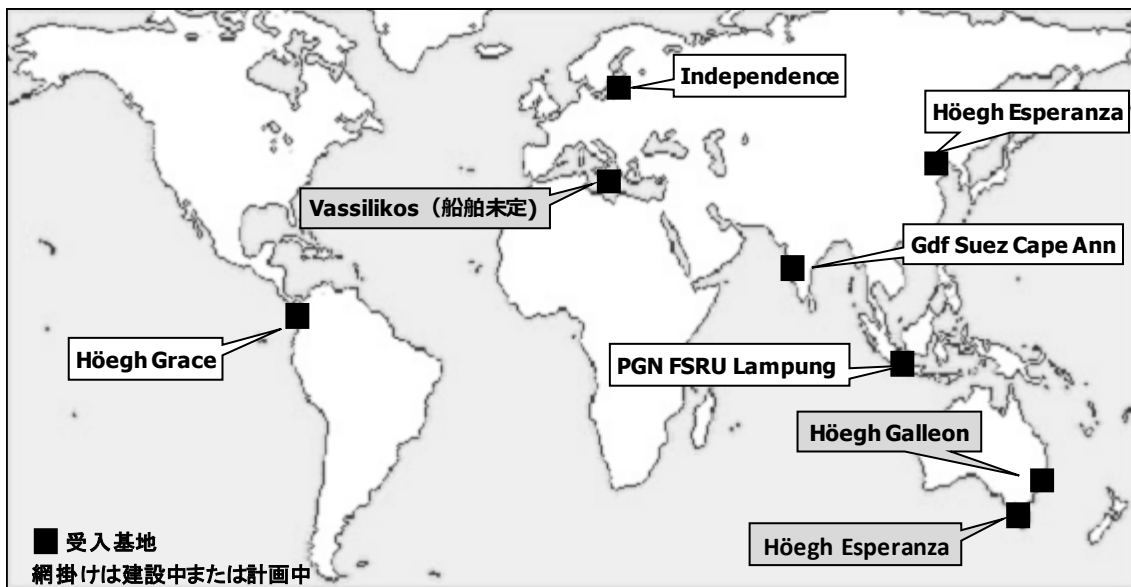 Independence
Höegh Esperanza
Vassilikos（船舶未定)
Gdf Suez Cape Ann
Höegh Grace
PGN FSRU Lampung
Höegh Galleon
Höegh Esperanza
受入基地
網掛けは建設中または計画中